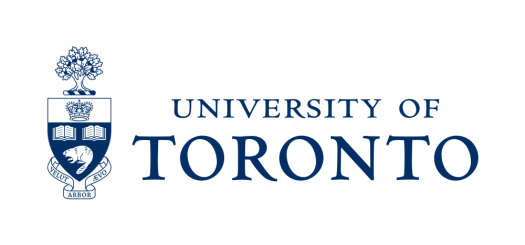 UNIVERSITY OF
TORONTO
VELUT ÆVO
ARBOR